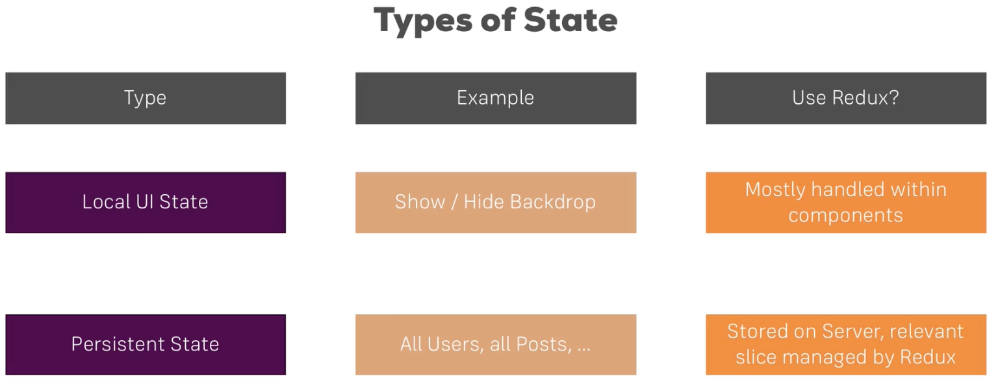 Types of State
Type
Example
Use Redux?
Local UI State
Show / Hide Backdrop
Mostly handled within
components
Persistent State
All Users, all Posts, ...
Stored on Server, relevant
slice managed by Redux